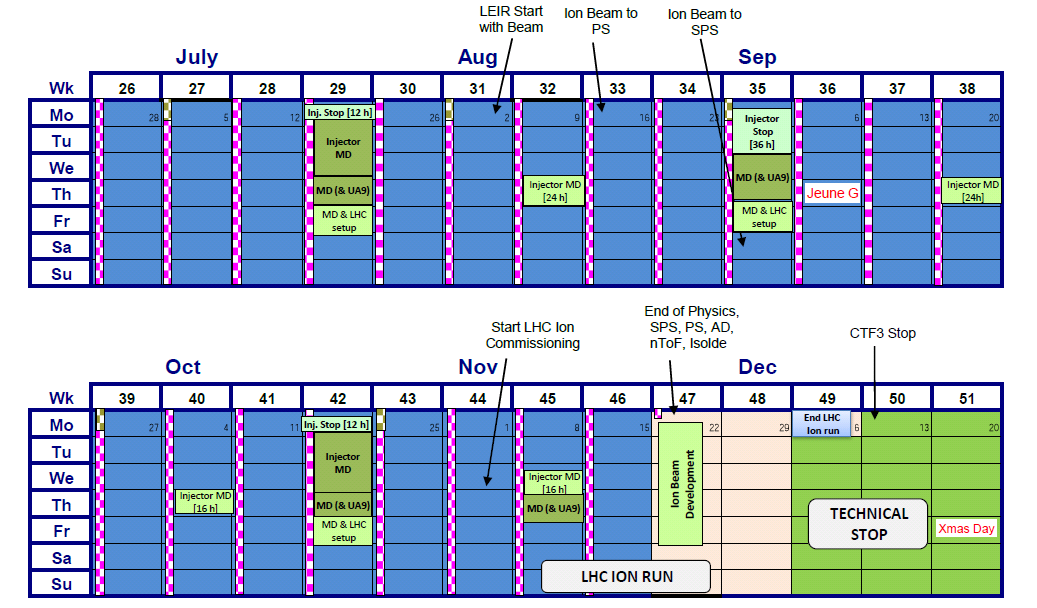 LEIR Start
with Beam
Ion Beam to
PS
Ion Beam to
SPS
July Aug Sep
Wk 26 27 28 29 30 31 32 33 34 35 36 37 38
Mo 28 5 12 Inj. Stop [12 h] 26 2 9 16 6 13 20
Injector
Stop
[36 h]
Tu
Injector
MD
We
MD (& UA9)
Th
MD (& UA9)
Injector MD
[24 h]
Jeune G
Injector MD
[24h]
Fr
MD & LHC
setup
MD & LHC
setup
Sa
Su
Start LHC Ion
Commissioning
End of Physics,
SPS, PS, AD,
nToF, Isolde
CTF3 Stop
Oct Nov Dec
Wk 39 40 41 42 43 44 45 46 47 48 49 50 51
Mo 27 4 11 Inj. Stop [12 h] 25 1 8 15 22 29 6 13 20
End LHC
Ion run
Tu
Injector
MD
We
Injector MD
[16 h]
Ion Beam
Development
Th
Injector MD
[16 h]
MD (& UA9)
MD (& UA9)
TECHNICAL
STOP
Fr
MD & LHC
setup
Xmas Day
Sa
LHC ION RUN
Su